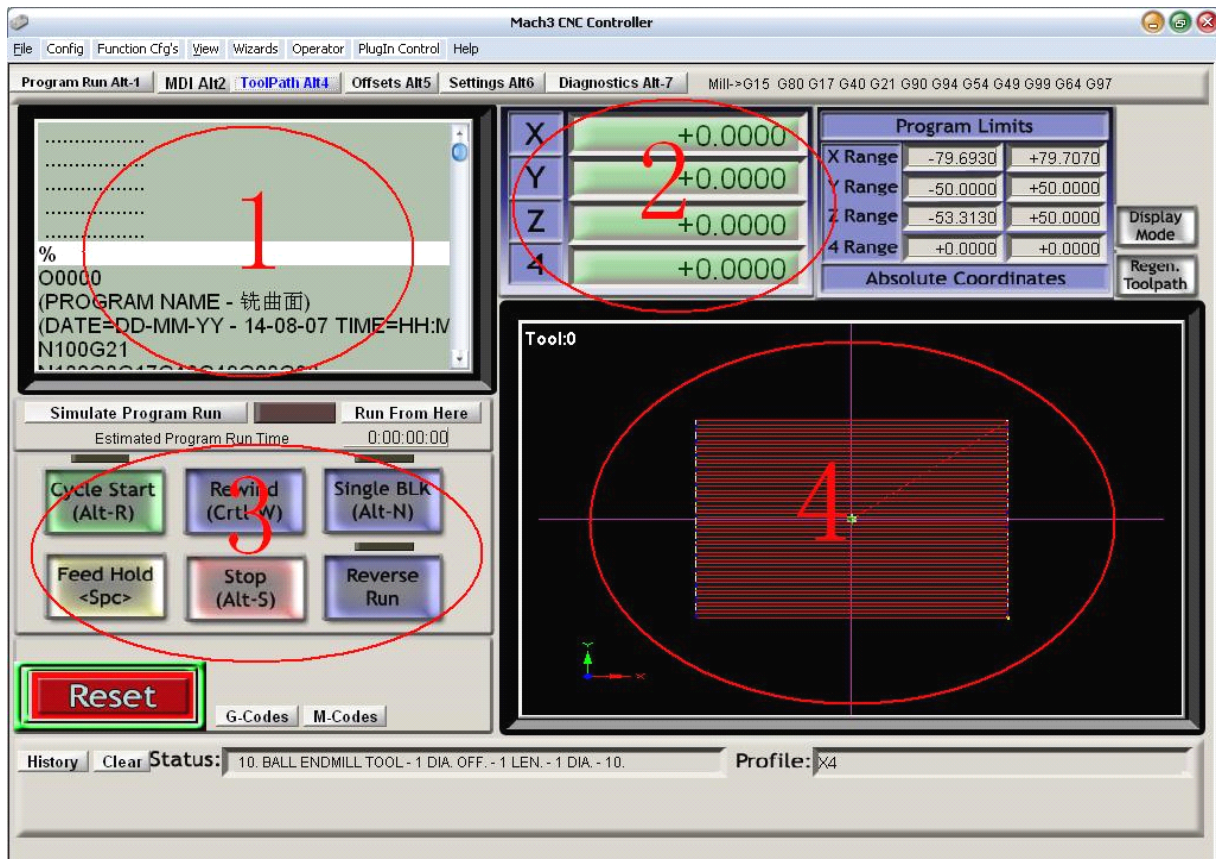 Mach3 CNC Controller
File Config Function Cfg's View Wizards Operator PlugIn Control Help
Program Run Alt-1 MDI Alt2 ToolPath Alt4 Offsets Alt5 Settings Alt6 Diagnostics Alt-7 Mill->G15 G80 G17 G40 G21 G90 G94 G54 G49 G99 G64 G97
..................
..................
..................
..................
..................
%
O0000
(PROGRAM NAME - 铣曲面)
(DATE=DD-MM-YY - 14-08-07 TIME=HH:M
N100G21
1
X +0.0000
Y +0.0000
Z +0.0000
4 +0.0000
2
Program Limits
X Range -79.6930 +79.7070
Y Range -50.0000 +50.0000
Z Range -53.3130 +50.0000
4 Range +0.0000 +0.0000
Absolute Coordinates
Display
Mode
Regen.
Toolpath
Simulate Program Run Run From Here
Estimated Program Run Time 0:00:00:00
Cycle Start
(Alt-R)
Rewind
(Crtl-W)
Single BLK
(Alt-N)
Feed Hold
<Spc>
Stop
(Alt-S)
Reverse
Run
3
Tool:0
4
Y
X
Reset
G-Codes M-Codes
History Clear Status: 10. BALL ENDMILL TOOL - 1 DIA. OFF. - 1 LEN. - 1 DIA. - 10. Profile: X4